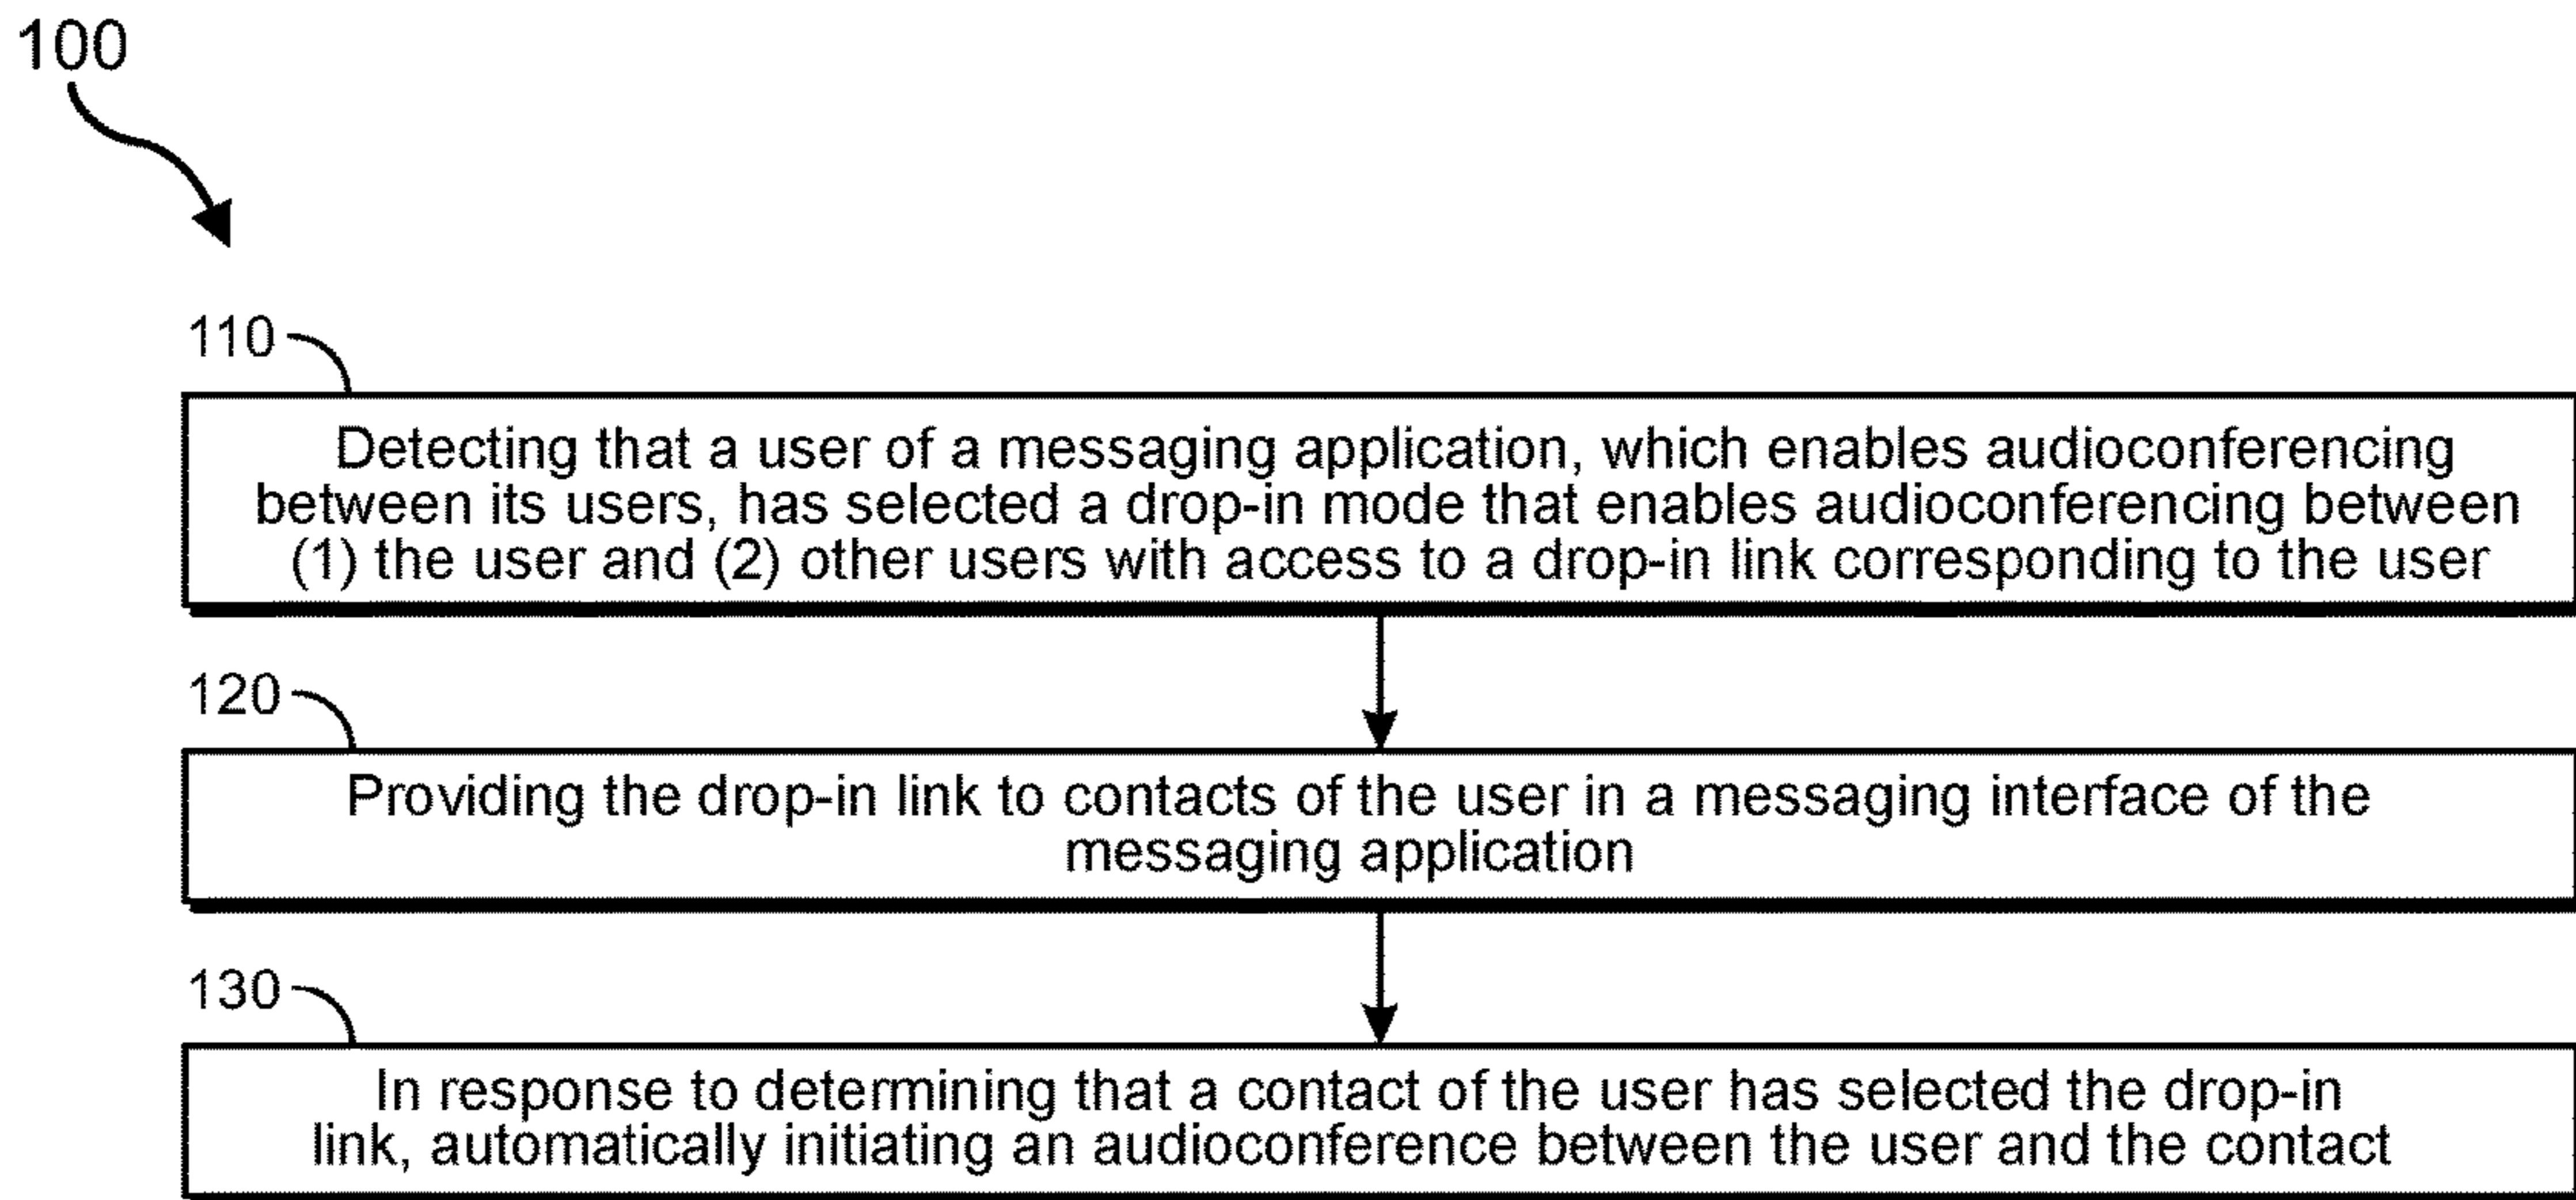 100
110
Detecting that a user of a messaging application, which enables audioconferencing
between its users, has selected a drop-in mode that enables audioconferencing between
(1) the user and (2) other users with access to a drop-in link corresponding to the user
120
Providing the drop-in link to contacts of the user in a messaging interface of the
messaging application
130
In response to determining that a contact of the user has selected the drop-in
link, automatically initiating an audioconference between the user and the contact